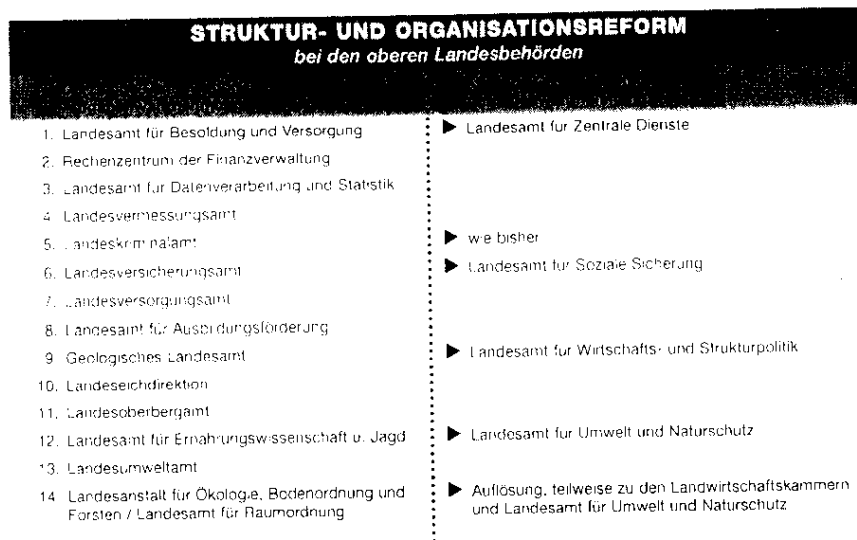 STRUKTUR- UND ORGANISATIONSREFORM
bei den oberen Landesbehörden
1. Landesamt für Besoldung und Versorgung
▶ Landesamt für Zentrale Dienste
2. Rechenzentrum der Finanzverwaltung
3. Landesamt für Datenverarbeitung und Statistik
4. Landesvermessungsamt
5. Landeskriminalamt
▶ wie bisher
6. Landesversicherungsamt
▶ Landesamt für Soziale Sicherung
7. Landesversorgungsamt
8. Landesamt für Ausbildungsförderung
9. Geologisches Landesamt
▶ Landesamt für Wirtschafts- und Strukturpolitik
10. Landeseichdirektion
11. Landesoberbergamt
12. Landesamt für Ernährungswissenschaft u. Jagd
▶ Landesamt für Umwelt und Naturschutz
13. Landesumweltamt
14. Landesanstalt für Ökologie, Bodenordnung und
Forsten / Landesamt für Raumordnung
▶ Auflösung, teilweise zu den Landwirtschaftskammern
und Landesamt für Umwelt und Naturschutz